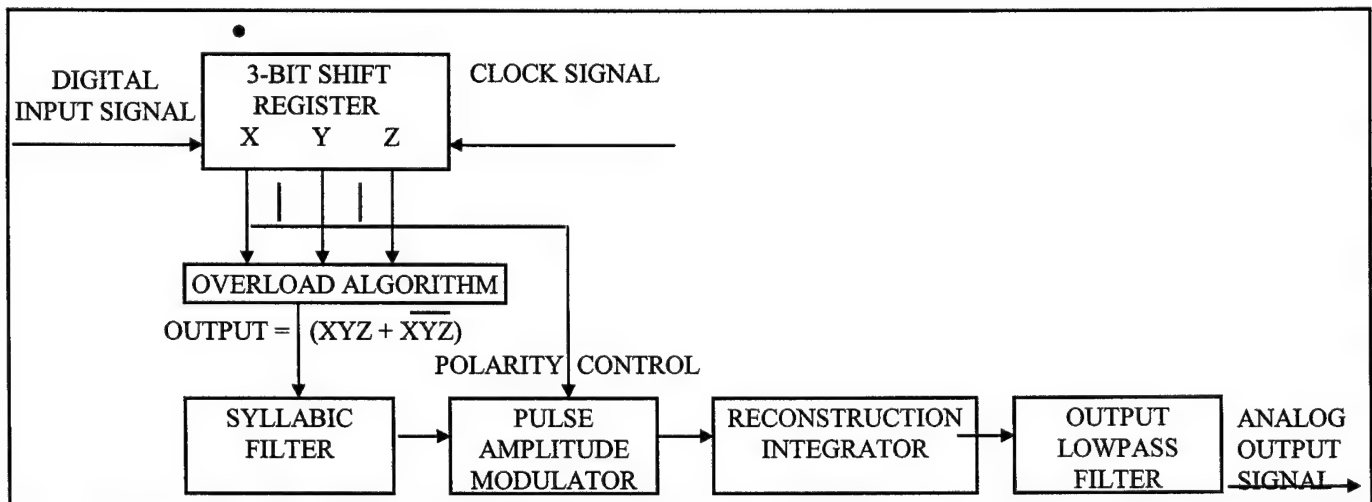 3-BIT SHIFT
REGISTER
X Y Z
DIGITAL
INPUT SIGNAL
CLOCK SIGNAL
OVERLOAD ALGORITHM
OUTPUT = (XYZ + X̅Y̅Z̅)
POLARITY CONTROL
SYLLABIC
FILTER
PULSE
AMPLITUDE
MODULATOR
RECONSTRUCTION
INTEGRATOR
OUTPUT
LOWPASS
FILTER
ANALOG
OUTPUT
SIGNAL